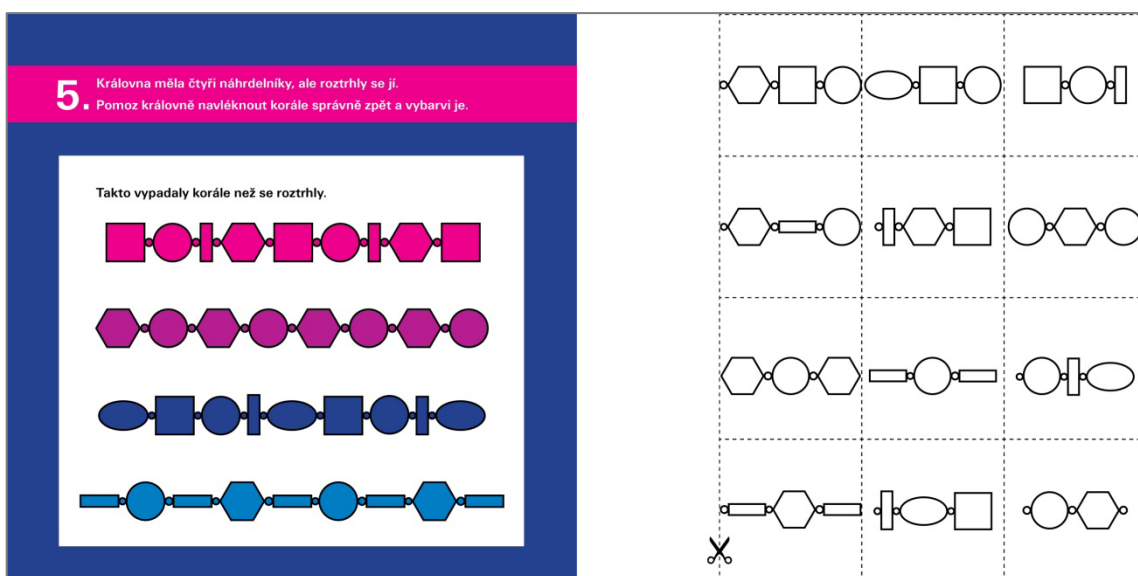 5.
Královna měla čtyři náhrdelníky, ale roztrhly se jí.
Pomoz královně navléknout korále správně zpět a vybarvi je.
Takto vypadaly korále než se roztrhly.